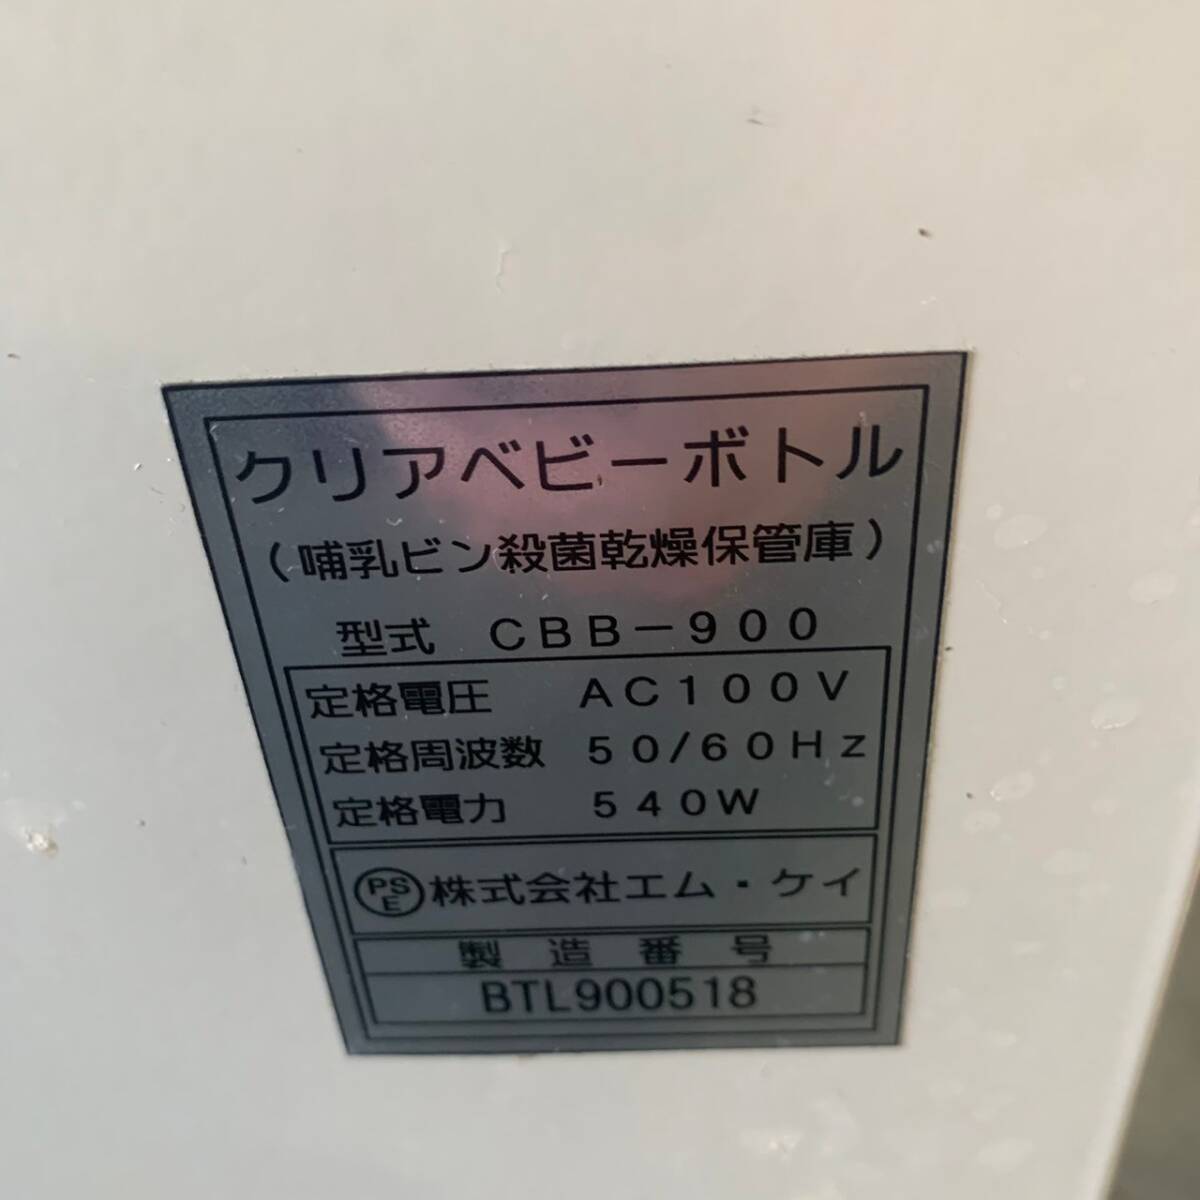 クリアベビーボトル
（哺乳ビン殺菌乾燥保管庫）
型式　CBB－900
定格電圧　AC100V
定格周波数　50/60Hz
定格電力　540W
PSE 株式会社エム・ケイ
製造番号
BTL900518